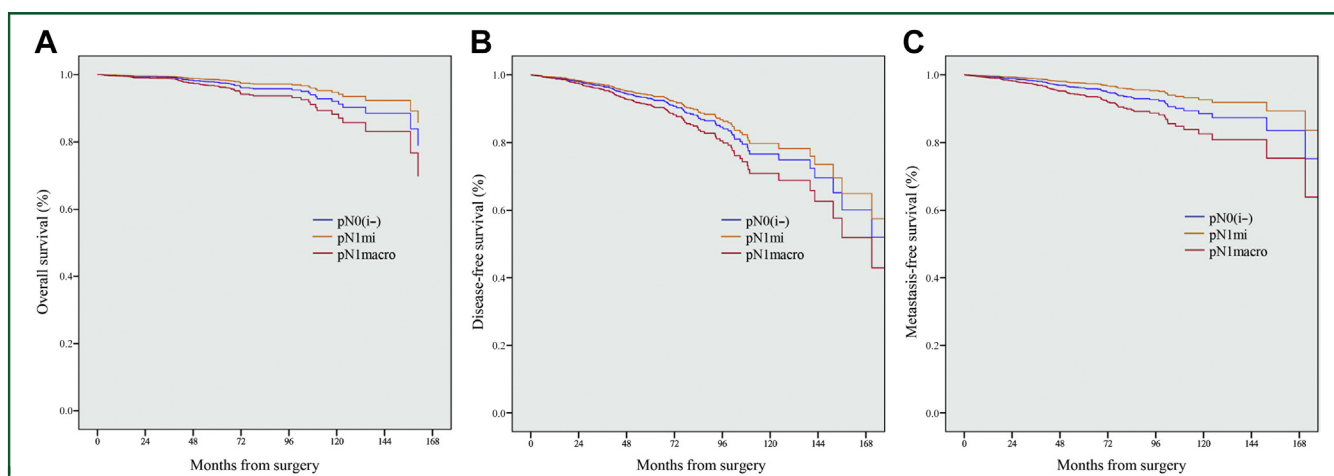 A
Overall survival (%)
1.0
0.8
0.6
0.4
0.2
0.0
pN0(i–)
pN1mi
pN1macro
0 24 48 72 96 120 144 168
Months from surgery
B
Disease-free survival (%)
1.0
0.8
0.6
0.4
0.2
0.0
pN0(i–)
pN1mi
pN1macro
0 24 48 72 96 120 144 168
Months from surgery
C
Metastasis-free survival (%)
1.0
0.8
0.6
0.4
0.2
0.0
pN0(i–)
pN1mi
pN1macro
0 24 48 72 96 120 144 168
Months from surgery